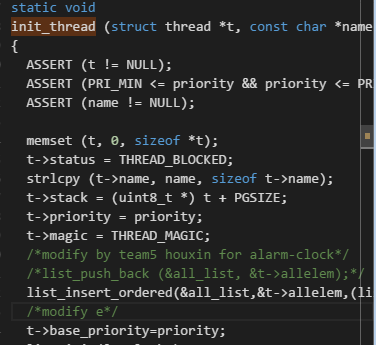 static void
init_thread (struct thread *t, const char *name
{
ASSERT (t != NULL);
ASSERT (PRI_MIN <= priority && priority <= PR
ASSERT (name != NULL);
memset (t, 0, sizeof *t);
t->status = THREAD_BLOCKED;
strlcpy (t->name, name, sizeof t->name);
t->stack = (uint8_t *) t + PGSIZE;
t->priority = priority;
t->magic = THREAD_MAGIC;
/*modify by team5 houxin for alarm-clock*/
/*list_push_back (&all_list, &t->allelem);*/
list_insert_ordered(&all_list,&t->allelem,(li
/*modify e*/
t->base_priority=priority;